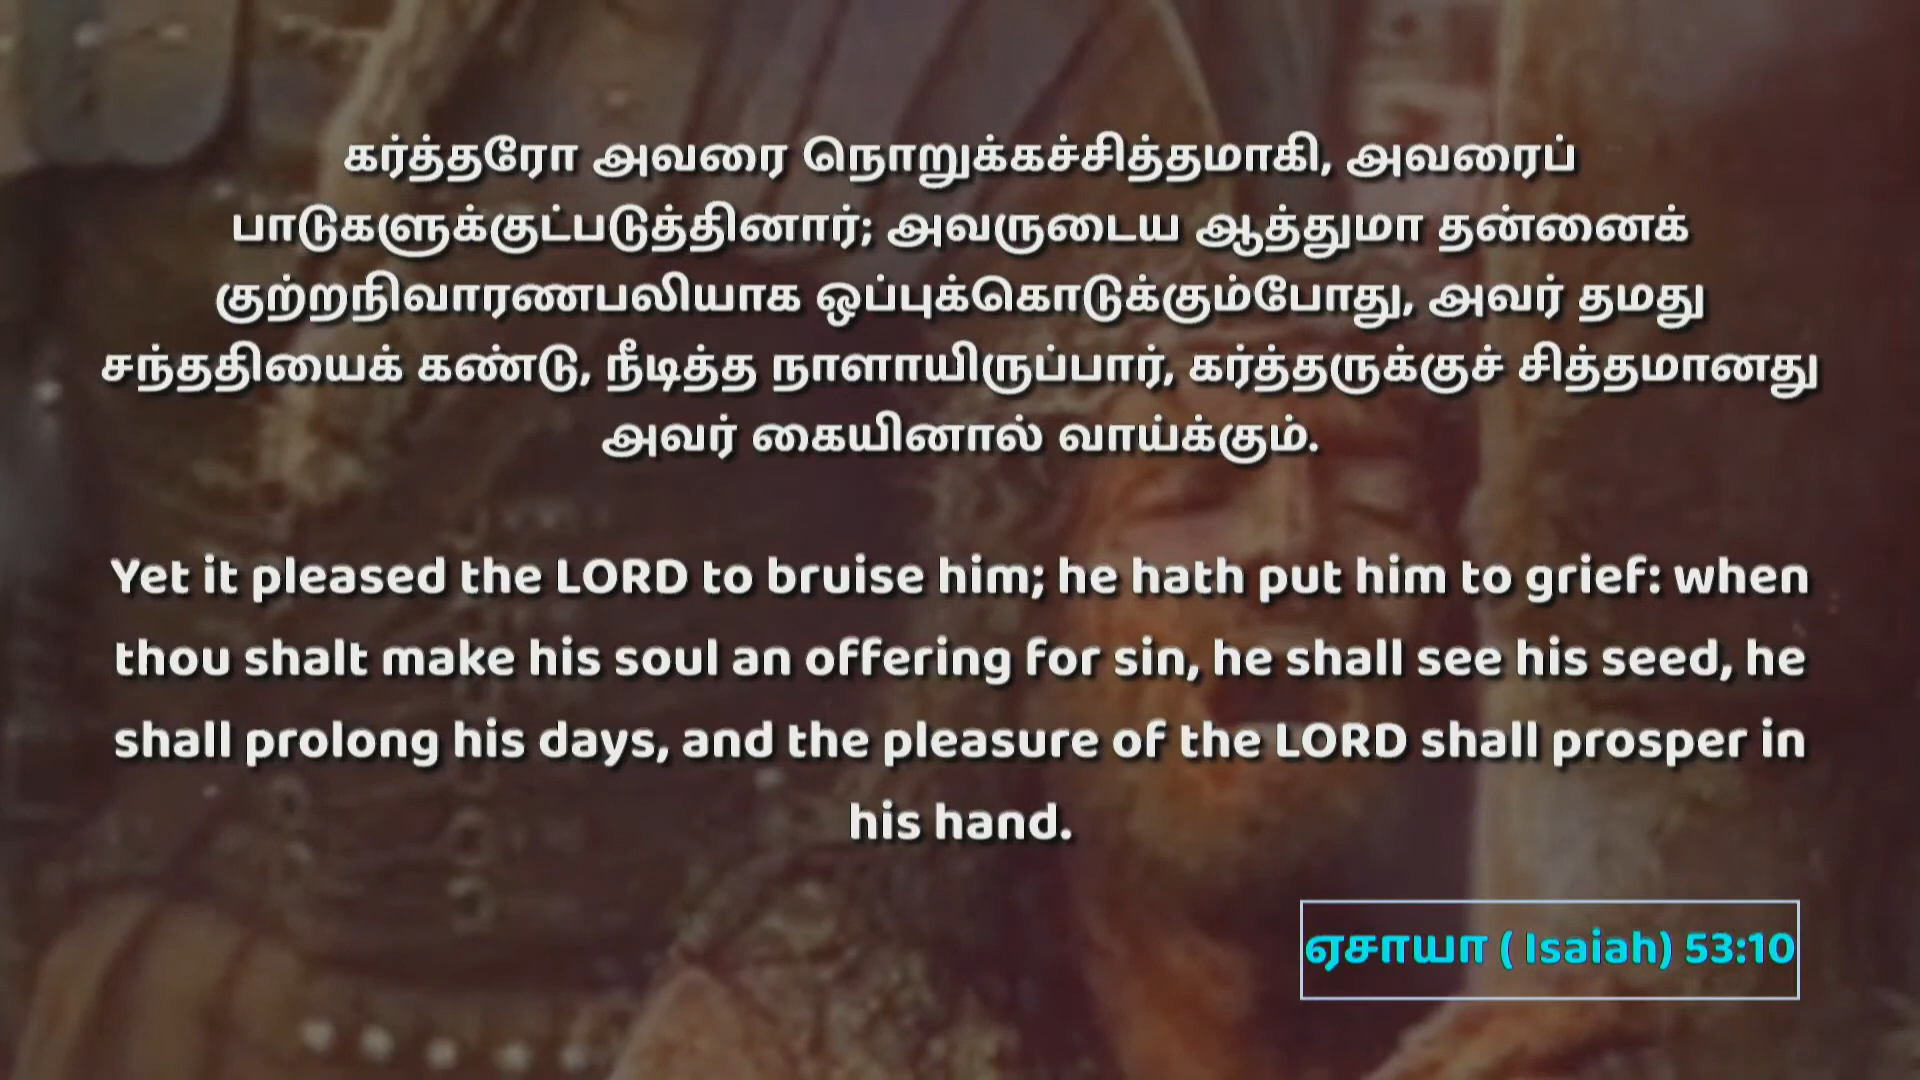 கர்த்தரோ அவரை நொறுக்கச்சித்தமாகி, அவரைப்
பாடுகளுக்குட்படுத்தினார்; அவருடைய ஆத்துமா தன்னைக்
குற்றநிவாரணபலியாக ஒப்புக்கொடுக்கும்போது, அவர் தமது
சந்ததியைக் கண்டு, நீடித்த நாளாயிருப்பார், கர்த்தருக்குச் சித்தமானது
அவர் கையினால் வாய்க்கும்.
Yet it pleased the LORD to bruise him; he hath put him to grief: when
thou shalt make his soul an offering for sin, he shall see his seed, he
shall prolong his days, and the pleasure of the LORD shall prosper in
his hand.
ஏசாயா ( Isaiah) 53:10